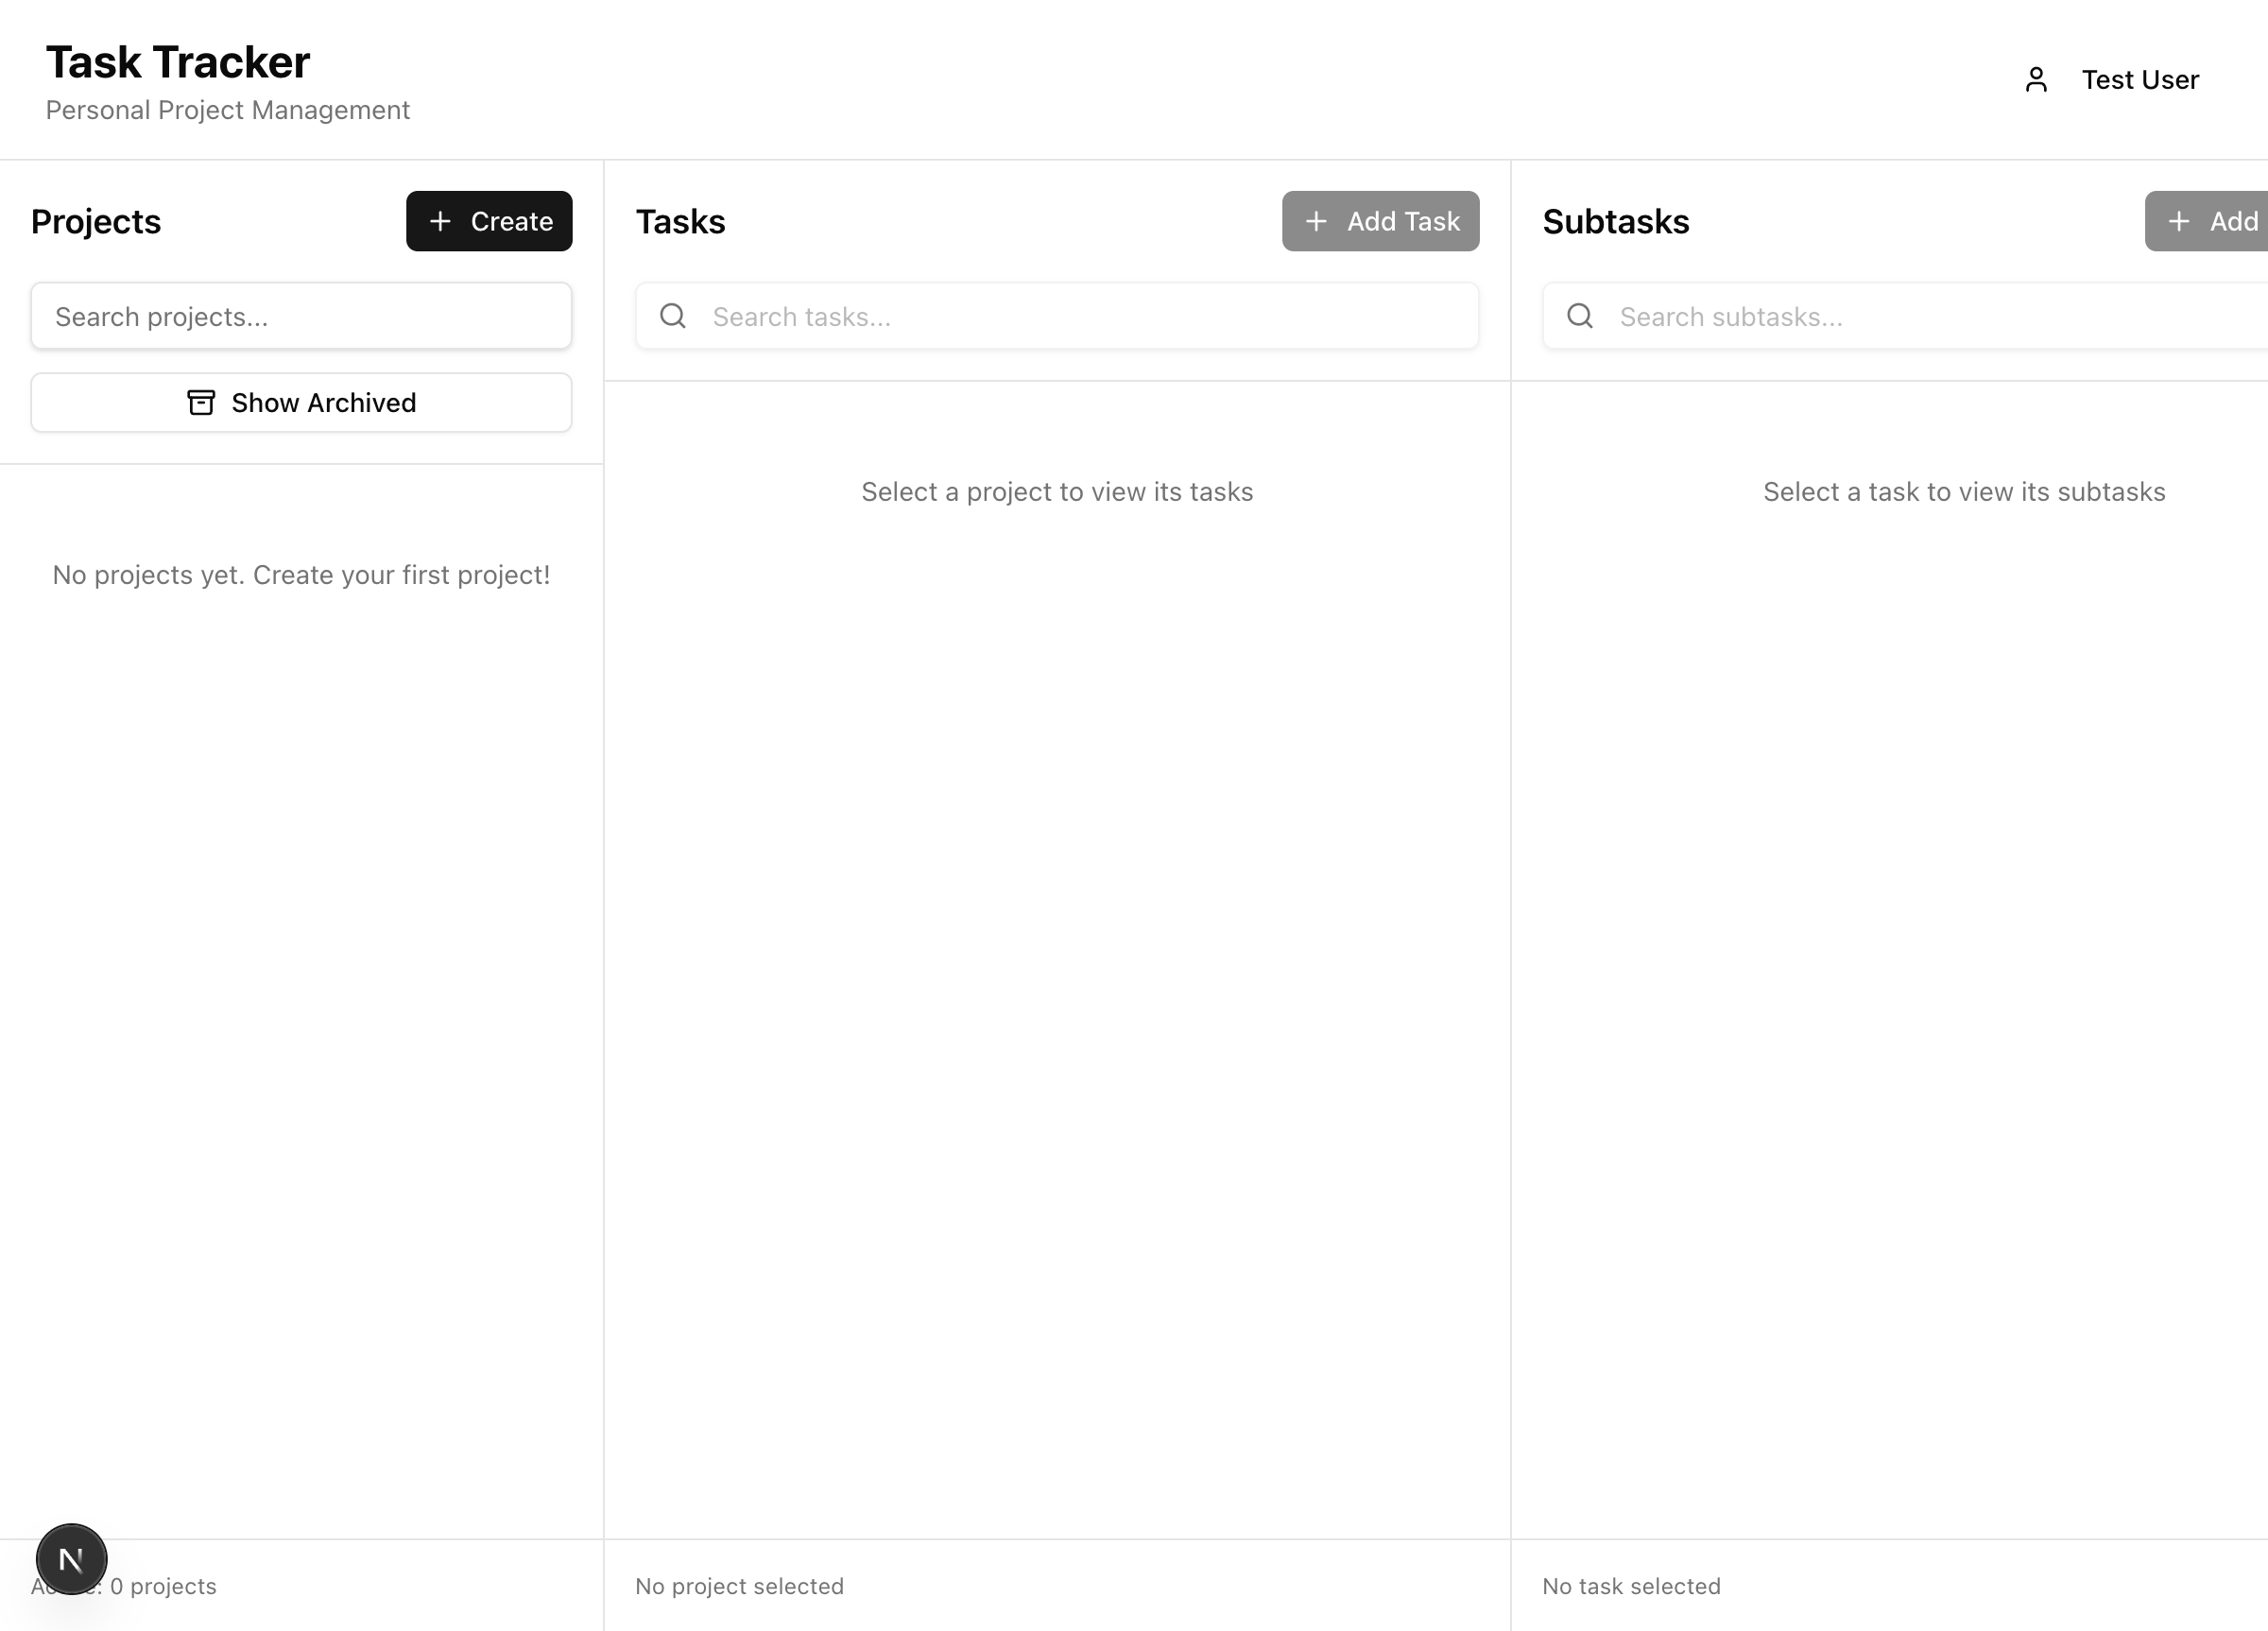 Task Tracker
Personal Project Management
Test User
Projects
Create
Search projects...
Show Archived
No projects yet. Create your first project!
Tasks
Add Task
Search tasks...
Select a project to view its tasks
Subtasks
Add
Search subtasks...
Select a task to view its subtasks
N
0 projects
No project selected
No task selected